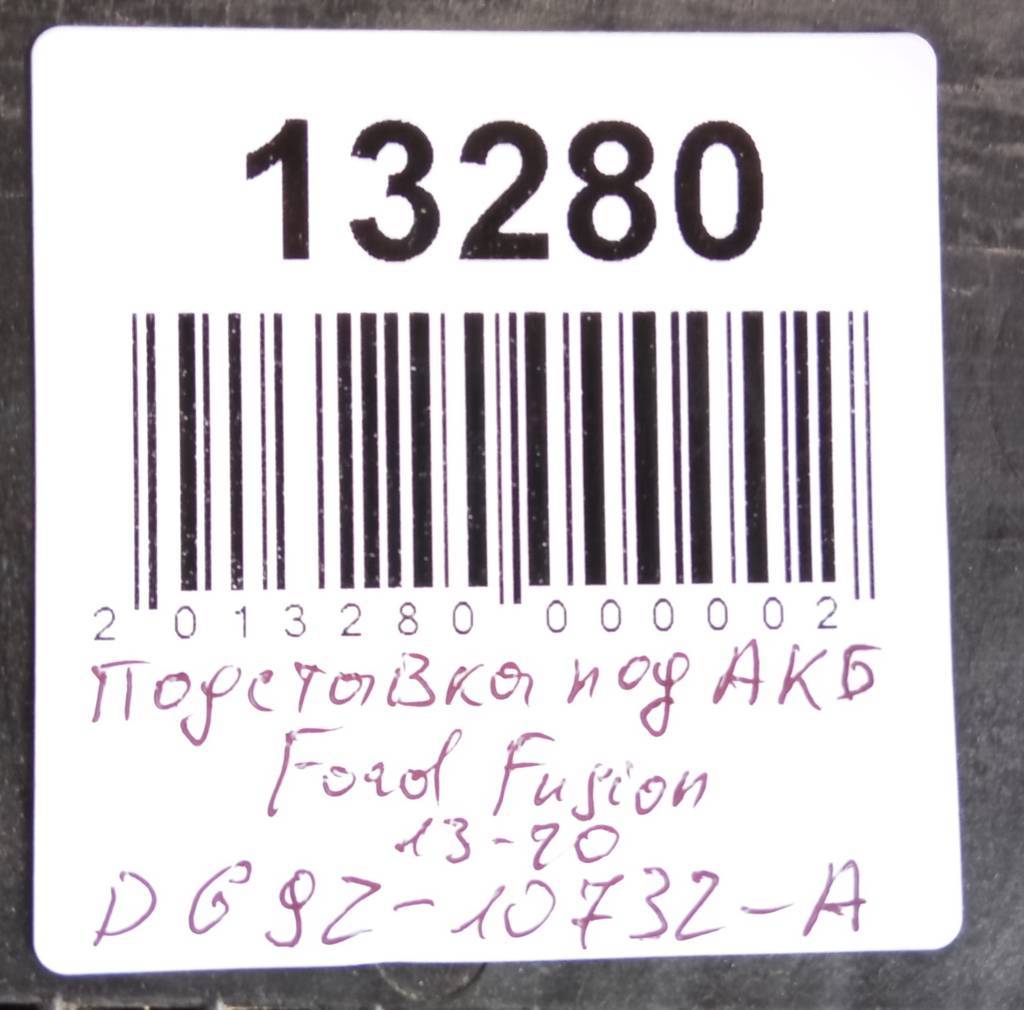 13280
2 013280 000002
Подставка под АКБ
Ford Fusion
13-20
DG9Z-10732-A